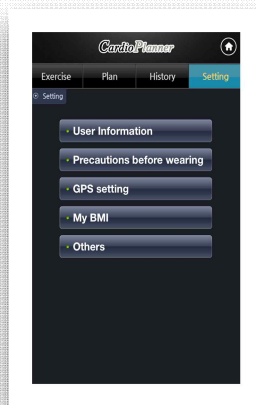 CardioPlanner
Exercise Plan History Setting
Setting
User Information
Precautions before wearing
GPS setting
My BMI
Others